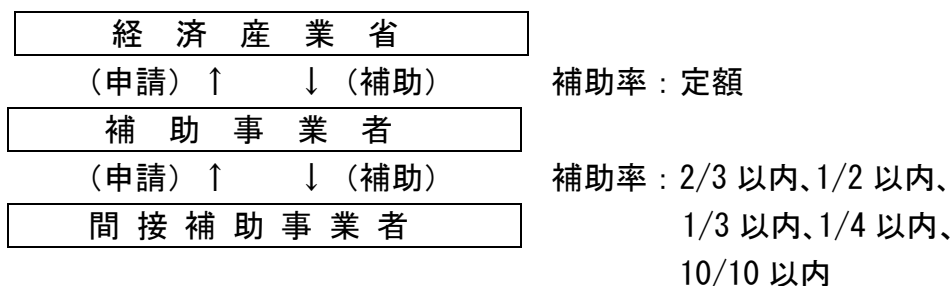 経 済 産 業 省
(申請) ↑ ↓ (補助) 補助率:定額
補 助 事 業 者
(申請) ↑ ↓ (補助) 補助率:2/3 以内、1/2 以内、
1/3 以内、1/4 以内、
間 接 補 助 事 業 者
10/10 以内